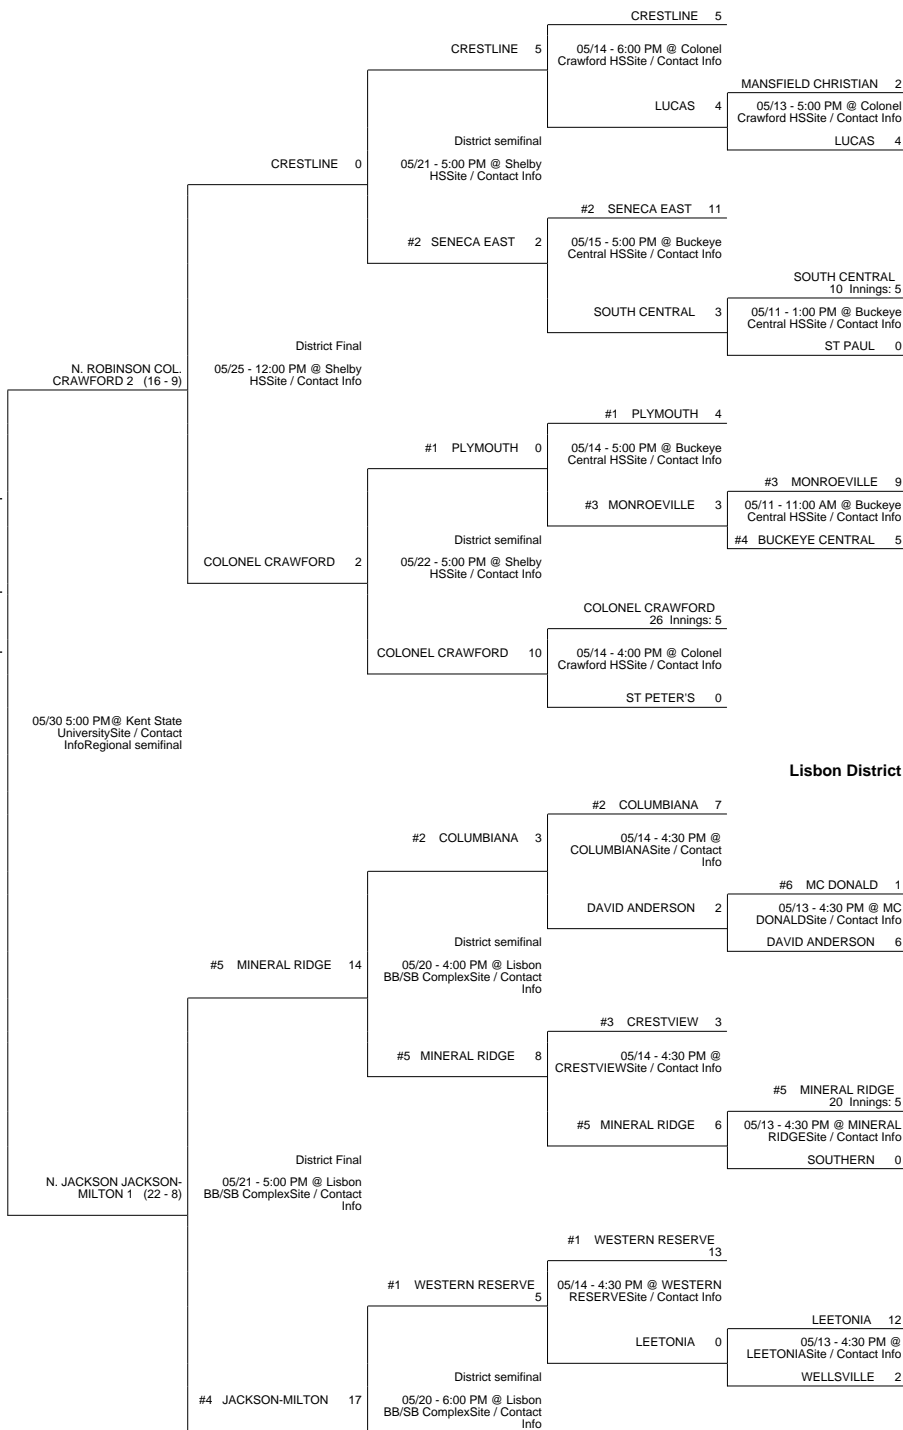 CRESTLINE 5
CRESTLINE 5
05/14 - 6:00 PM @ Colonel
Crawford HSSite / Contact Info
MANSFIELD CHRISTIAN 2
LUCAS 4
05/13 - 5:00 PM @ Colonel
Crawford HSSite / Contact Info
LUCAS 4
District semifinal
CRESTLINE 0
05/21 - 5:00 PM @ Shelby
HSSite / Contact Info
#2 SENECA EAST 11
#2 SENECA EAST 2
05/15 - 5:00 PM @ Buckeye
Central HSSite / Contact Info
SOUTH CENTRAL
10 Innings: 5
SOUTH CENTRAL 3
05/11 - 1:00 PM @ Buckeye
Central HSSite / Contact Info
ST PAUL 0
District Final
N. ROBINSON COL.
CRAWFORD 2 (16 - 9)
05/25 - 12:00 PM @ Shelby
HSSite / Contact Info
#1 PLYMOUTH 4
#1 PLYMOUTH 0
05/14 - 5:00 PM @ Buckeye
Central HSSite / Contact Info
#3 MONROEVILLE 9
#3 MONROEVILLE 3
05/11 - 11:00 AM @ Buckeye
Central HSSite / Contact Info
#4 BUCKEYE CENTRAL 5
District semifinal
COLONEL CRAWFORD 2
05/22 - 5:00 PM @ Shelby
HSSite / Contact Info
COLONEL CRAWFORD
26 Innings: 5
COLONEL CRAWFORD 10
05/14 - 4:00 PM @ Colonel
Crawford HSSite / Contact Info
ST PETER'S 0
05/30 5:00 PM@ Kent State
UniversitySite / Contact
InfoRegional semifinal
Lisbon District
#2 COLUMBIANA 7
#2 COLUMBIANA 3
05/14 - 4:30 PM @
COLUMBIANASite / Contact
Info
#6 MC DONALD 1
DAVID ANDERSON 2
05/13 - 4:30 PM @ MC
DONALDSite / Contact Info
DAVID ANDERSON 6
District semifinal
#5 MINERAL RIDGE 14
05/20 - 4:00 PM @ Lisbon
BB/SB ComplexSite / Contact
Info
#3 CRESTVIEW 3
#5 MINERAL RIDGE 8
05/14 - 4:30 PM @
CRESTVIEWSite / Contact Info
#5 MINERAL RIDGE
20 Innings: 5
#5 MINERAL RIDGE 6
05/13 - 4:30 PM @ MINERAL
RIDGESite / Contact Info
SOUTHERN 0
District Final
N. JACKSON JACKSON-
MILTON 1 (22 - 8)
05/21 - 5:00 PM @ Lisbon
BB/SB ComplexSite / Contact
Info
#1 WESTERN RESERVE
13
#1 WESTERN RESERVE
5
05/14 - 4:30 PM @ WESTERN
RESERVESite / Contact Info
LEETONIA 12
LEETONIA 0
05/13 - 4:30 PM @
LEETONIASite / Contact Info
WELLSVILLE 2
District semifinal
#4 JACKSON-MILTON 17
05/20 - 6:00 PM @ Lisbon
BB/SB ComplexSite / Contact
Info